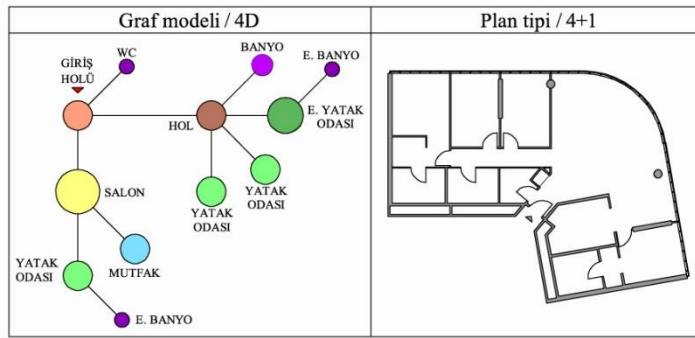 Graf modeli / 4D
Plan tipi / 4+1
GİRİŞ
HOLÜ
WC
BANYO
E. BANYO
HOL
E. YATAK
ODASI
YATAK
ODASI
YATAK
ODASI
SALON
YATAK
ODASI
MUTFAK
E. BANYO